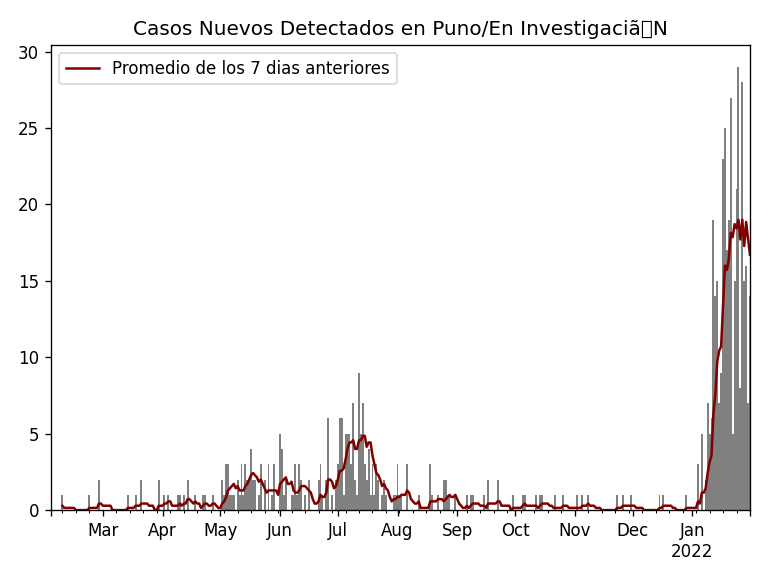 Casos Nuevos Detectados en Puno/En Investigaciã▯N
Promedio de los 7 dias anteriores
30
25
20
15
10
5
0
Mar Apr May Jun Jul Aug Sep Oct Nov Dec Jan
2022